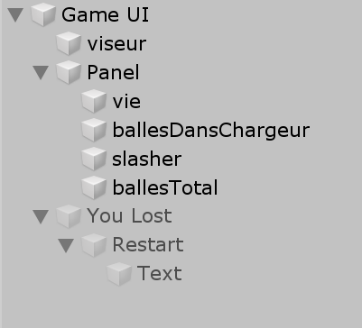 Game UI
viseur
Panel
vie
ballesDansChargeur
slasher
ballesTotal
You Lost
Restart
Text